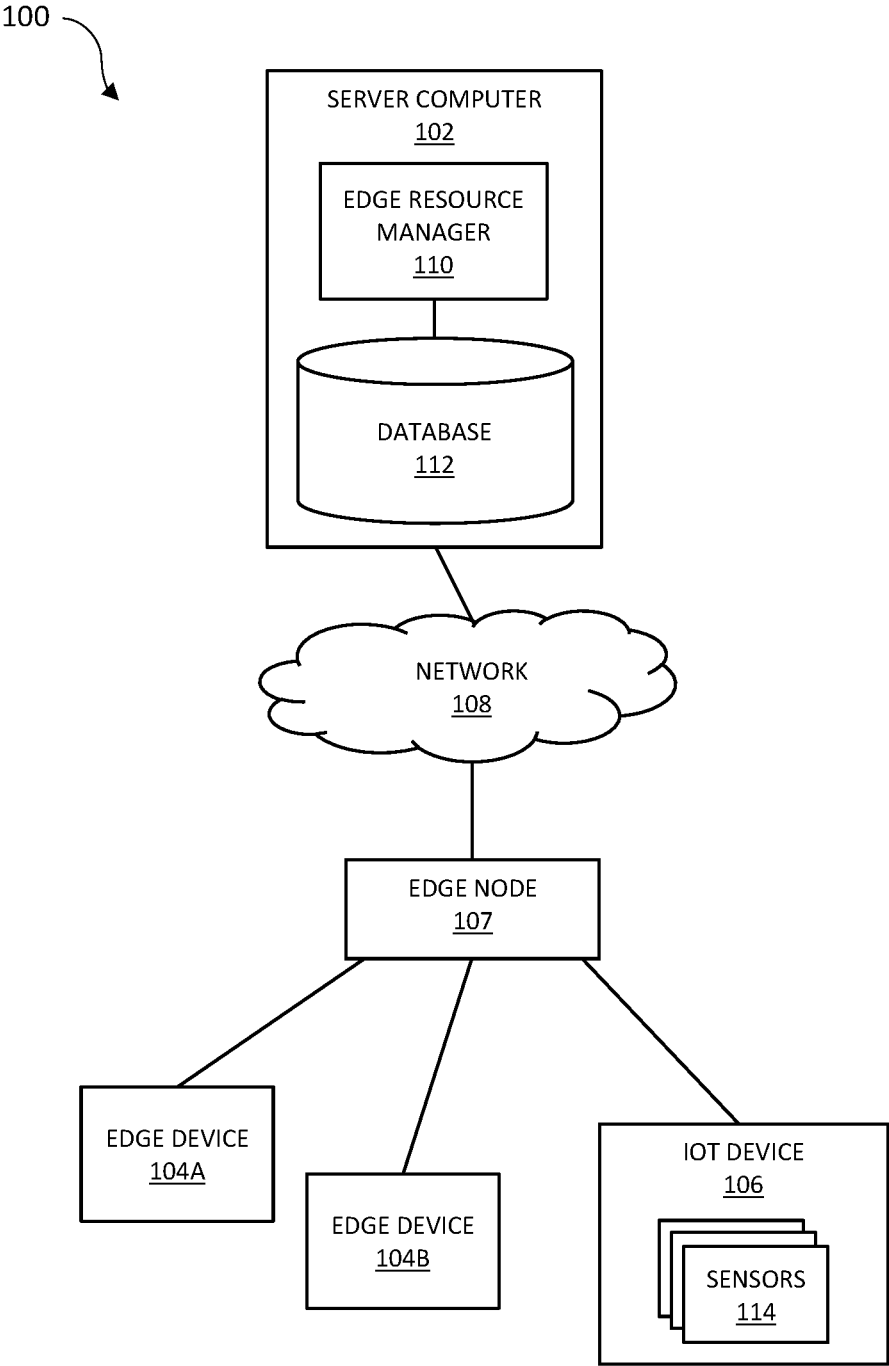 100
SERVER COMPUTER
102
EDGE RESOURCE
MANAGER
110
DATABASE
112
NETWORK
108
EDGE NODE
107
EDGE DEVICE
104A
EDGE DEVICE
104B
IOT DEVICE
106
SENSORS
114